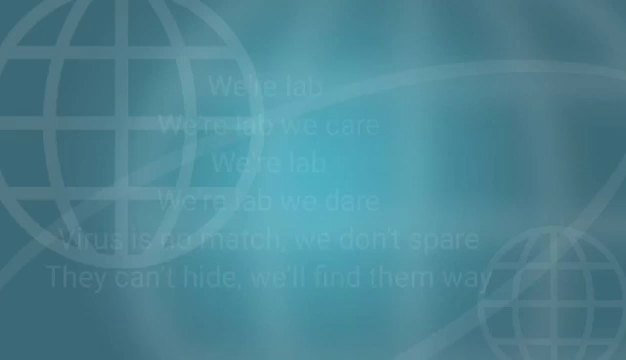 We're lab
We're lab we care
We're lab
We're lab we dare
Virus is no match, we don't spare
They can't hide, we'll find them way